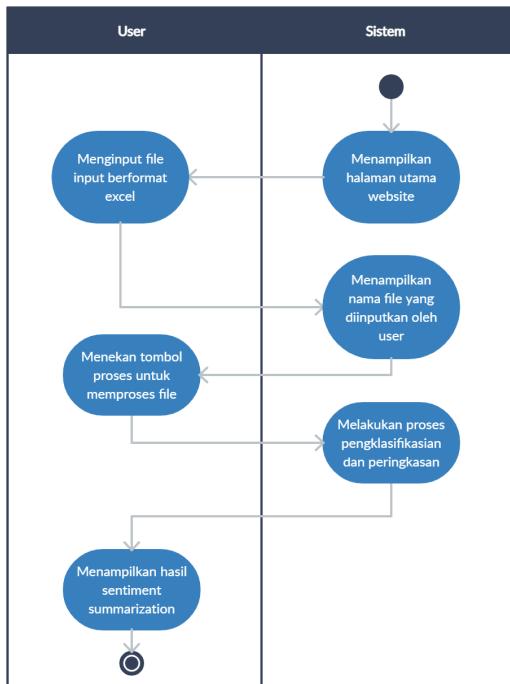 User
Sistem
Menampilkan
halaman utama
website
Menginput file
input berformat
excel
Menampilkan
nama file yang
diinputkan oleh
user
Menekan tombol
proses untuk
memproses file
Melakukan proses
pengklasifikasian
dan peringkasan
Menampilkan hasil
sentiment
summarization